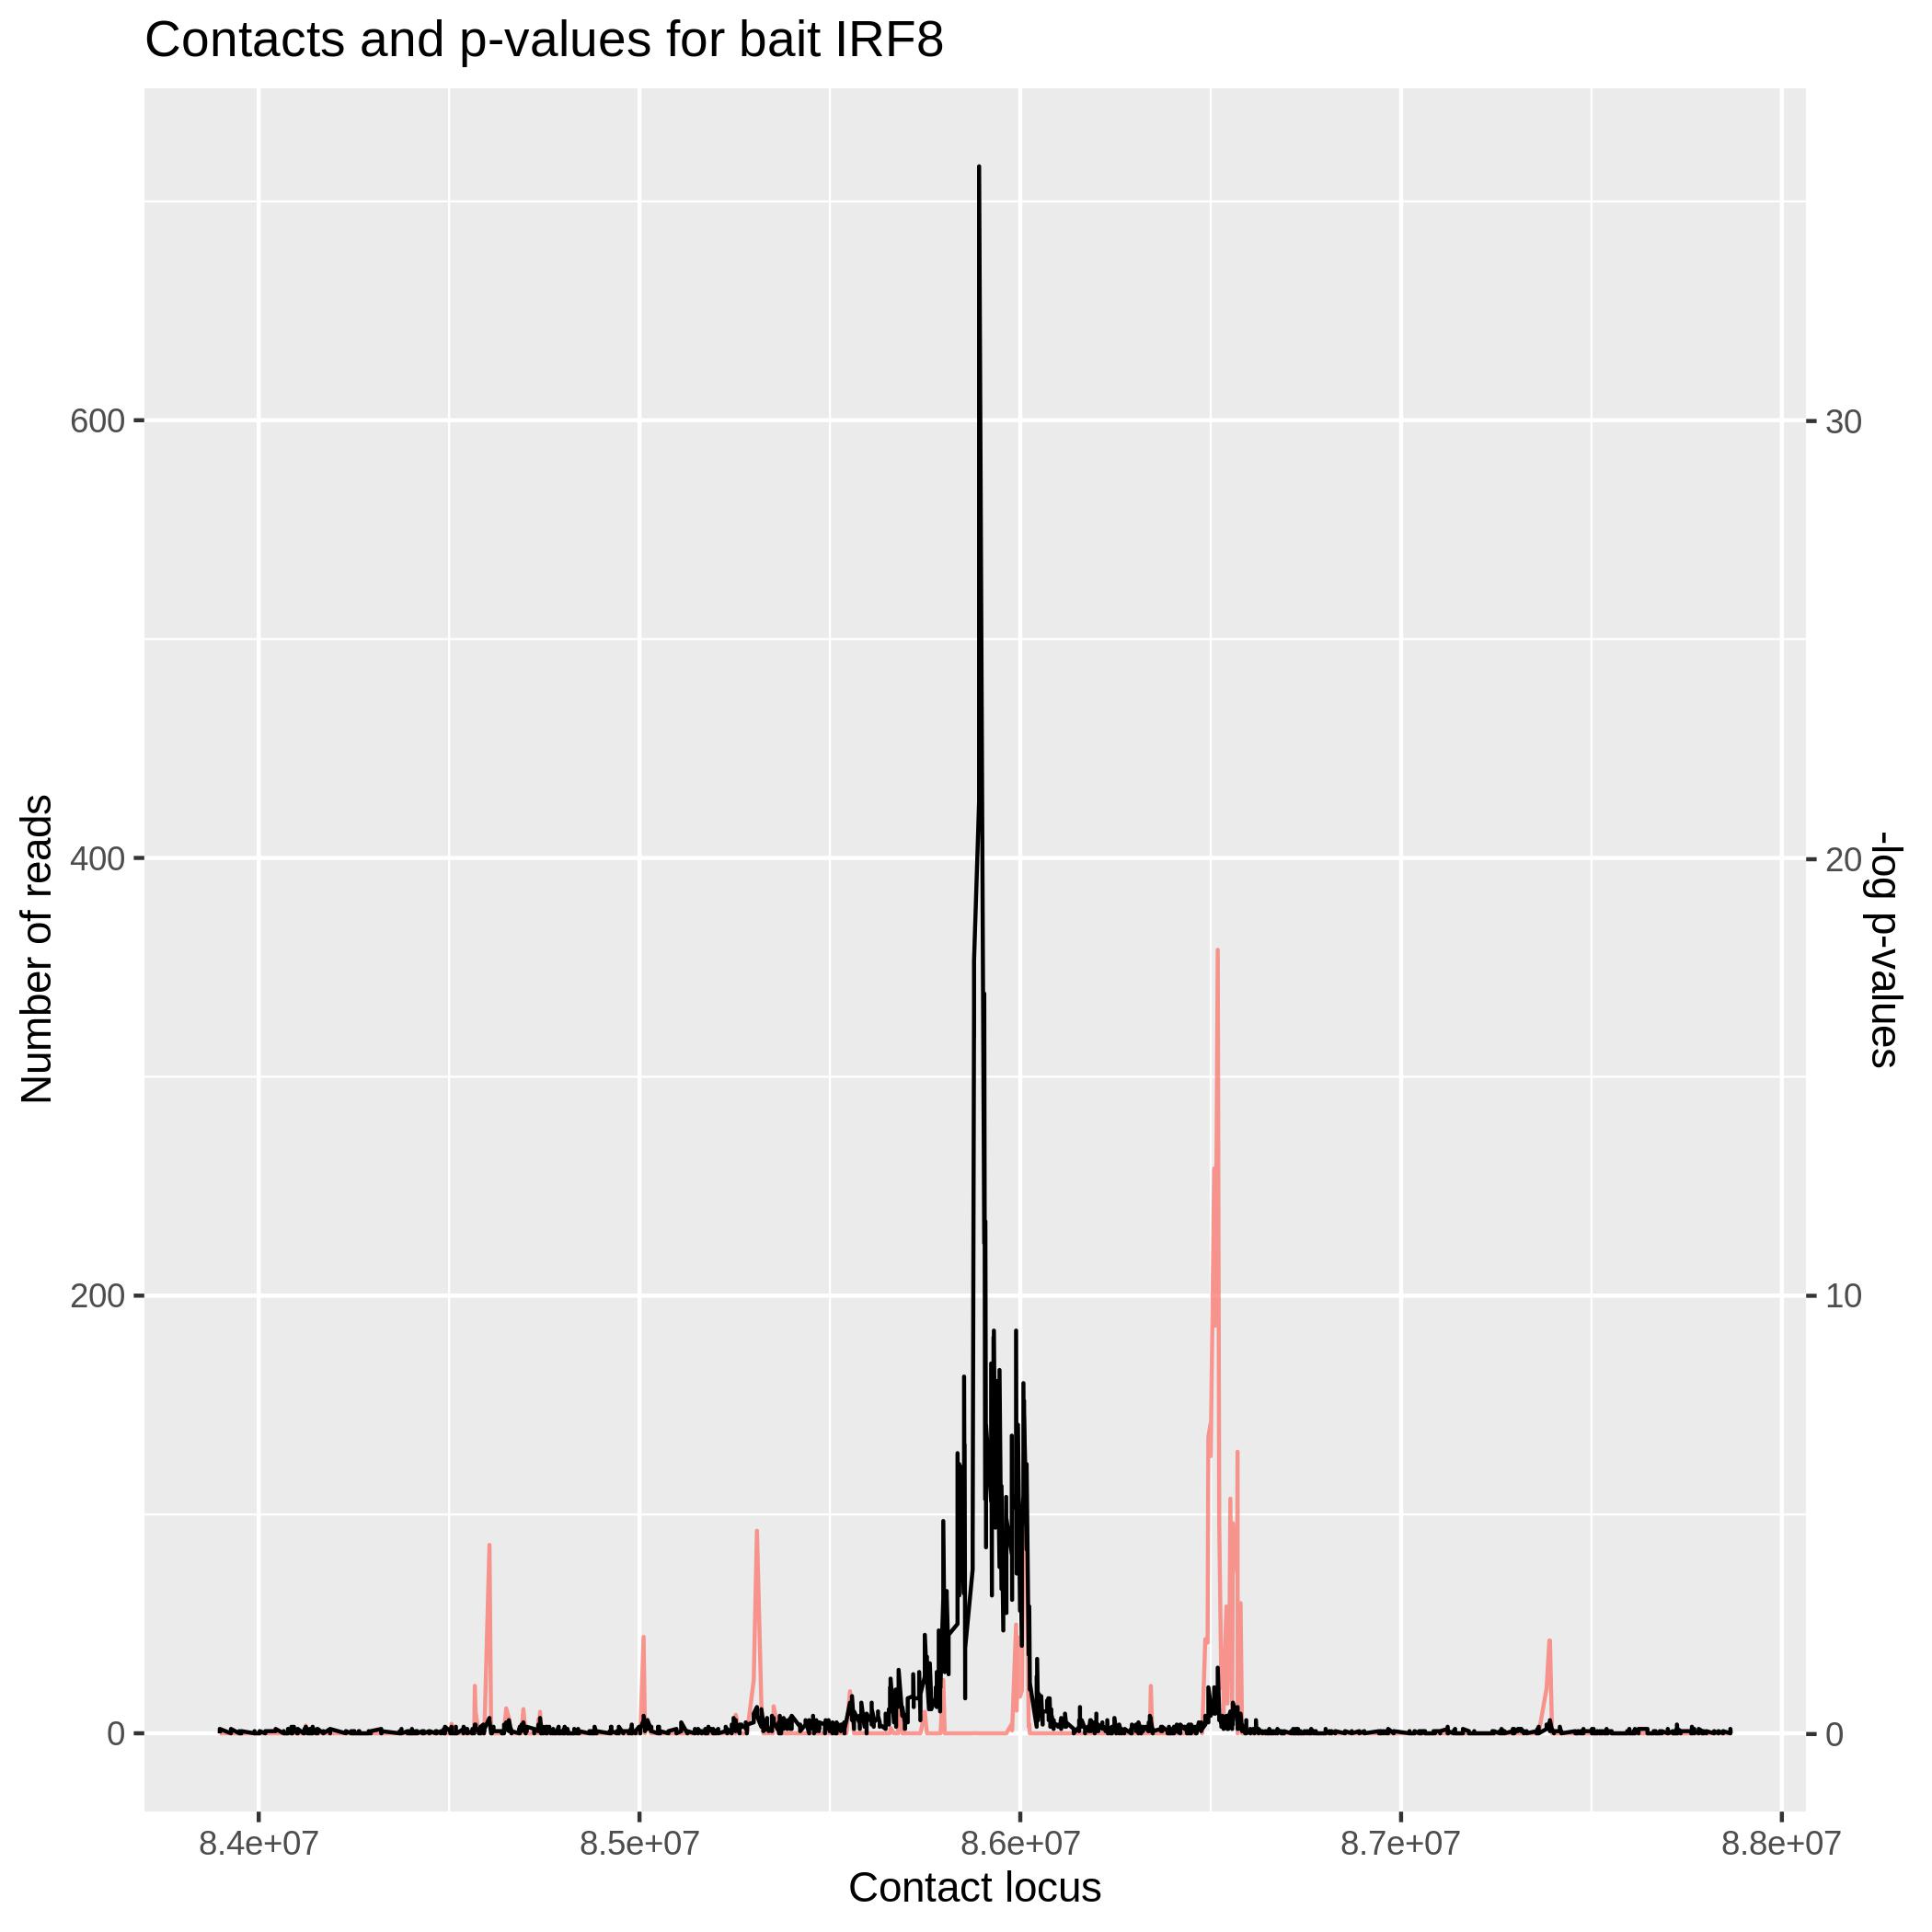 Contacts and p-values for bait IRF8
Number of reads
600
400
200
0
30
20
10
0
-log p-values
8.4e+07 8.5e+07 8.6e+07 8.7e+07 8.8e+07
Contact locus